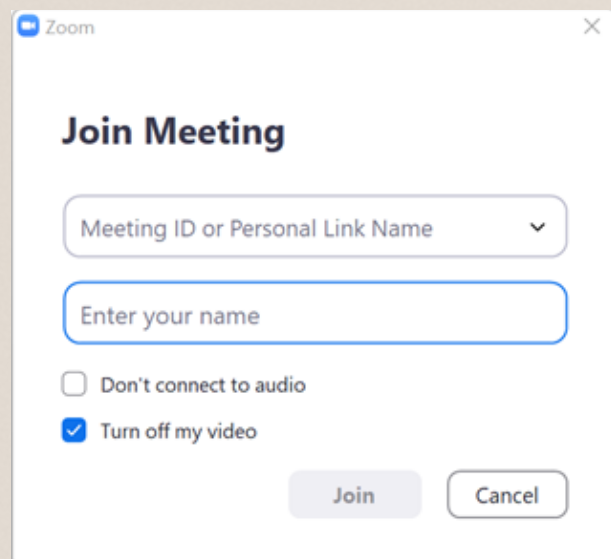 Zoom
Join Meeting
Meeting ID or Personal Link Name
Enter your name
Don't connect to audio
Turn off my video
Join Cancel